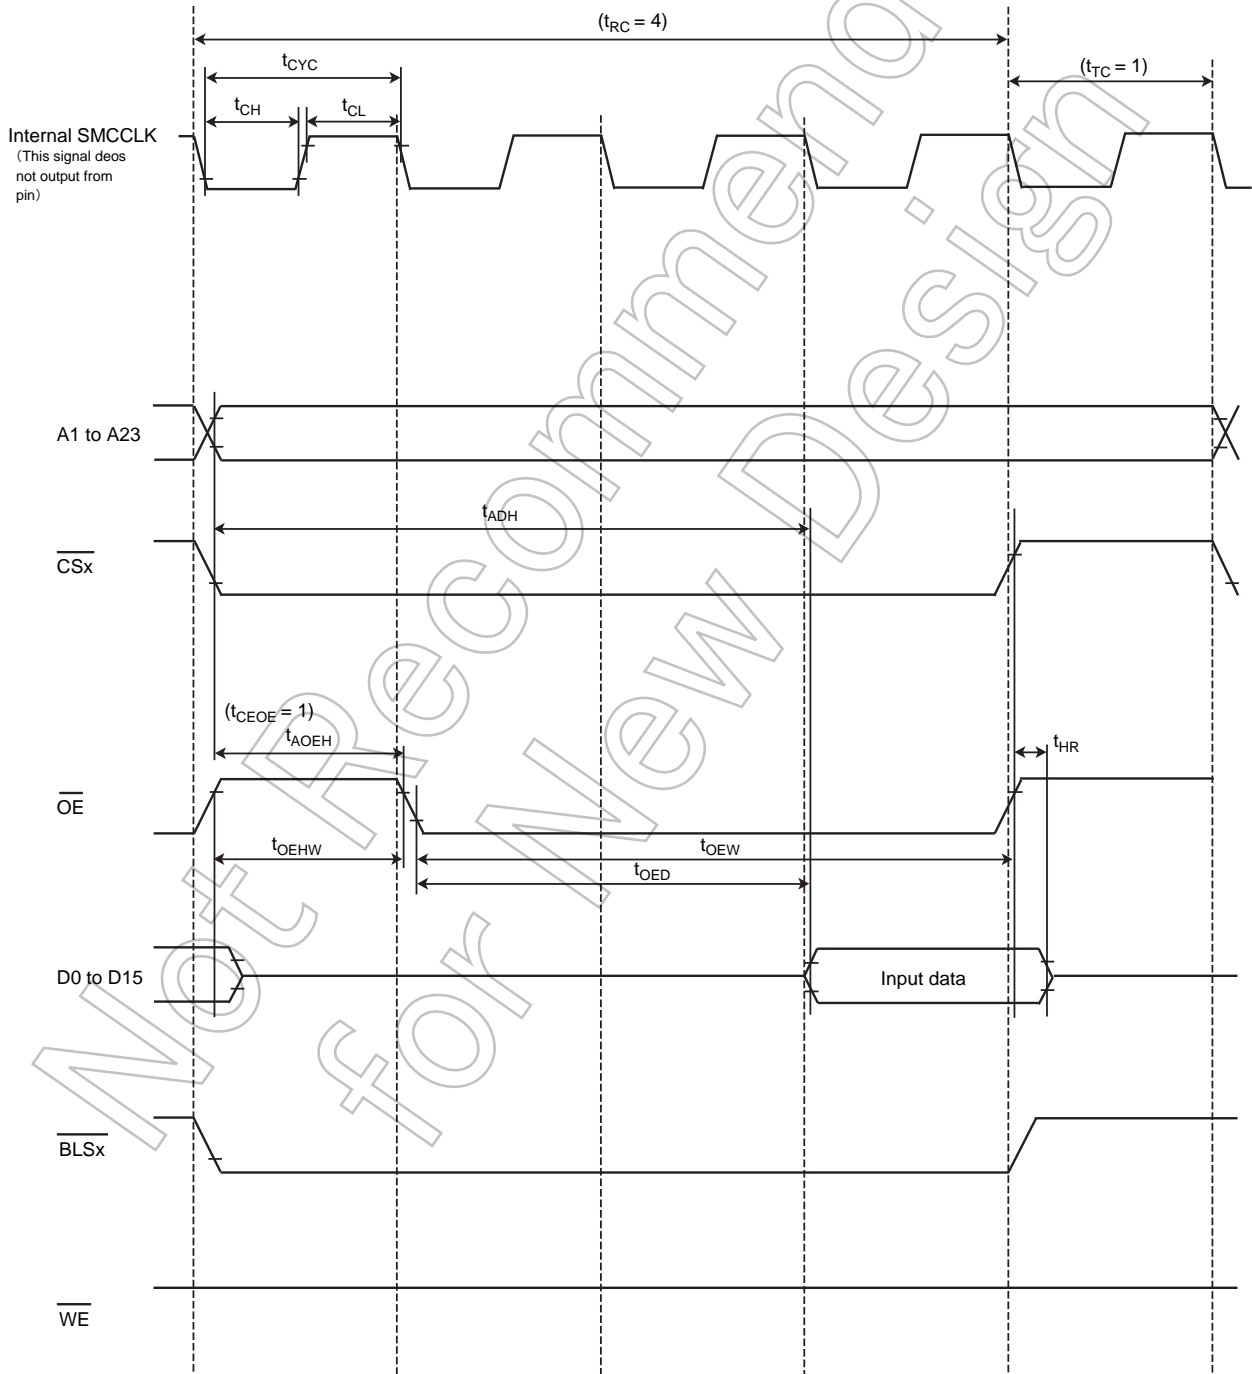 (tRC = 4)
tCYC
(tTC = 1)
tCH
tCL
Internal SMCCLK
（This signal deos
not output from
pin）
A1 to A23
tADH
CSx
(tCEOE = 1)
tAOEH
tHR
OE
tOEHW
tOEW
tOED
D0 to D15
Input data
BLSx
WE
Not Recommend
for New Design